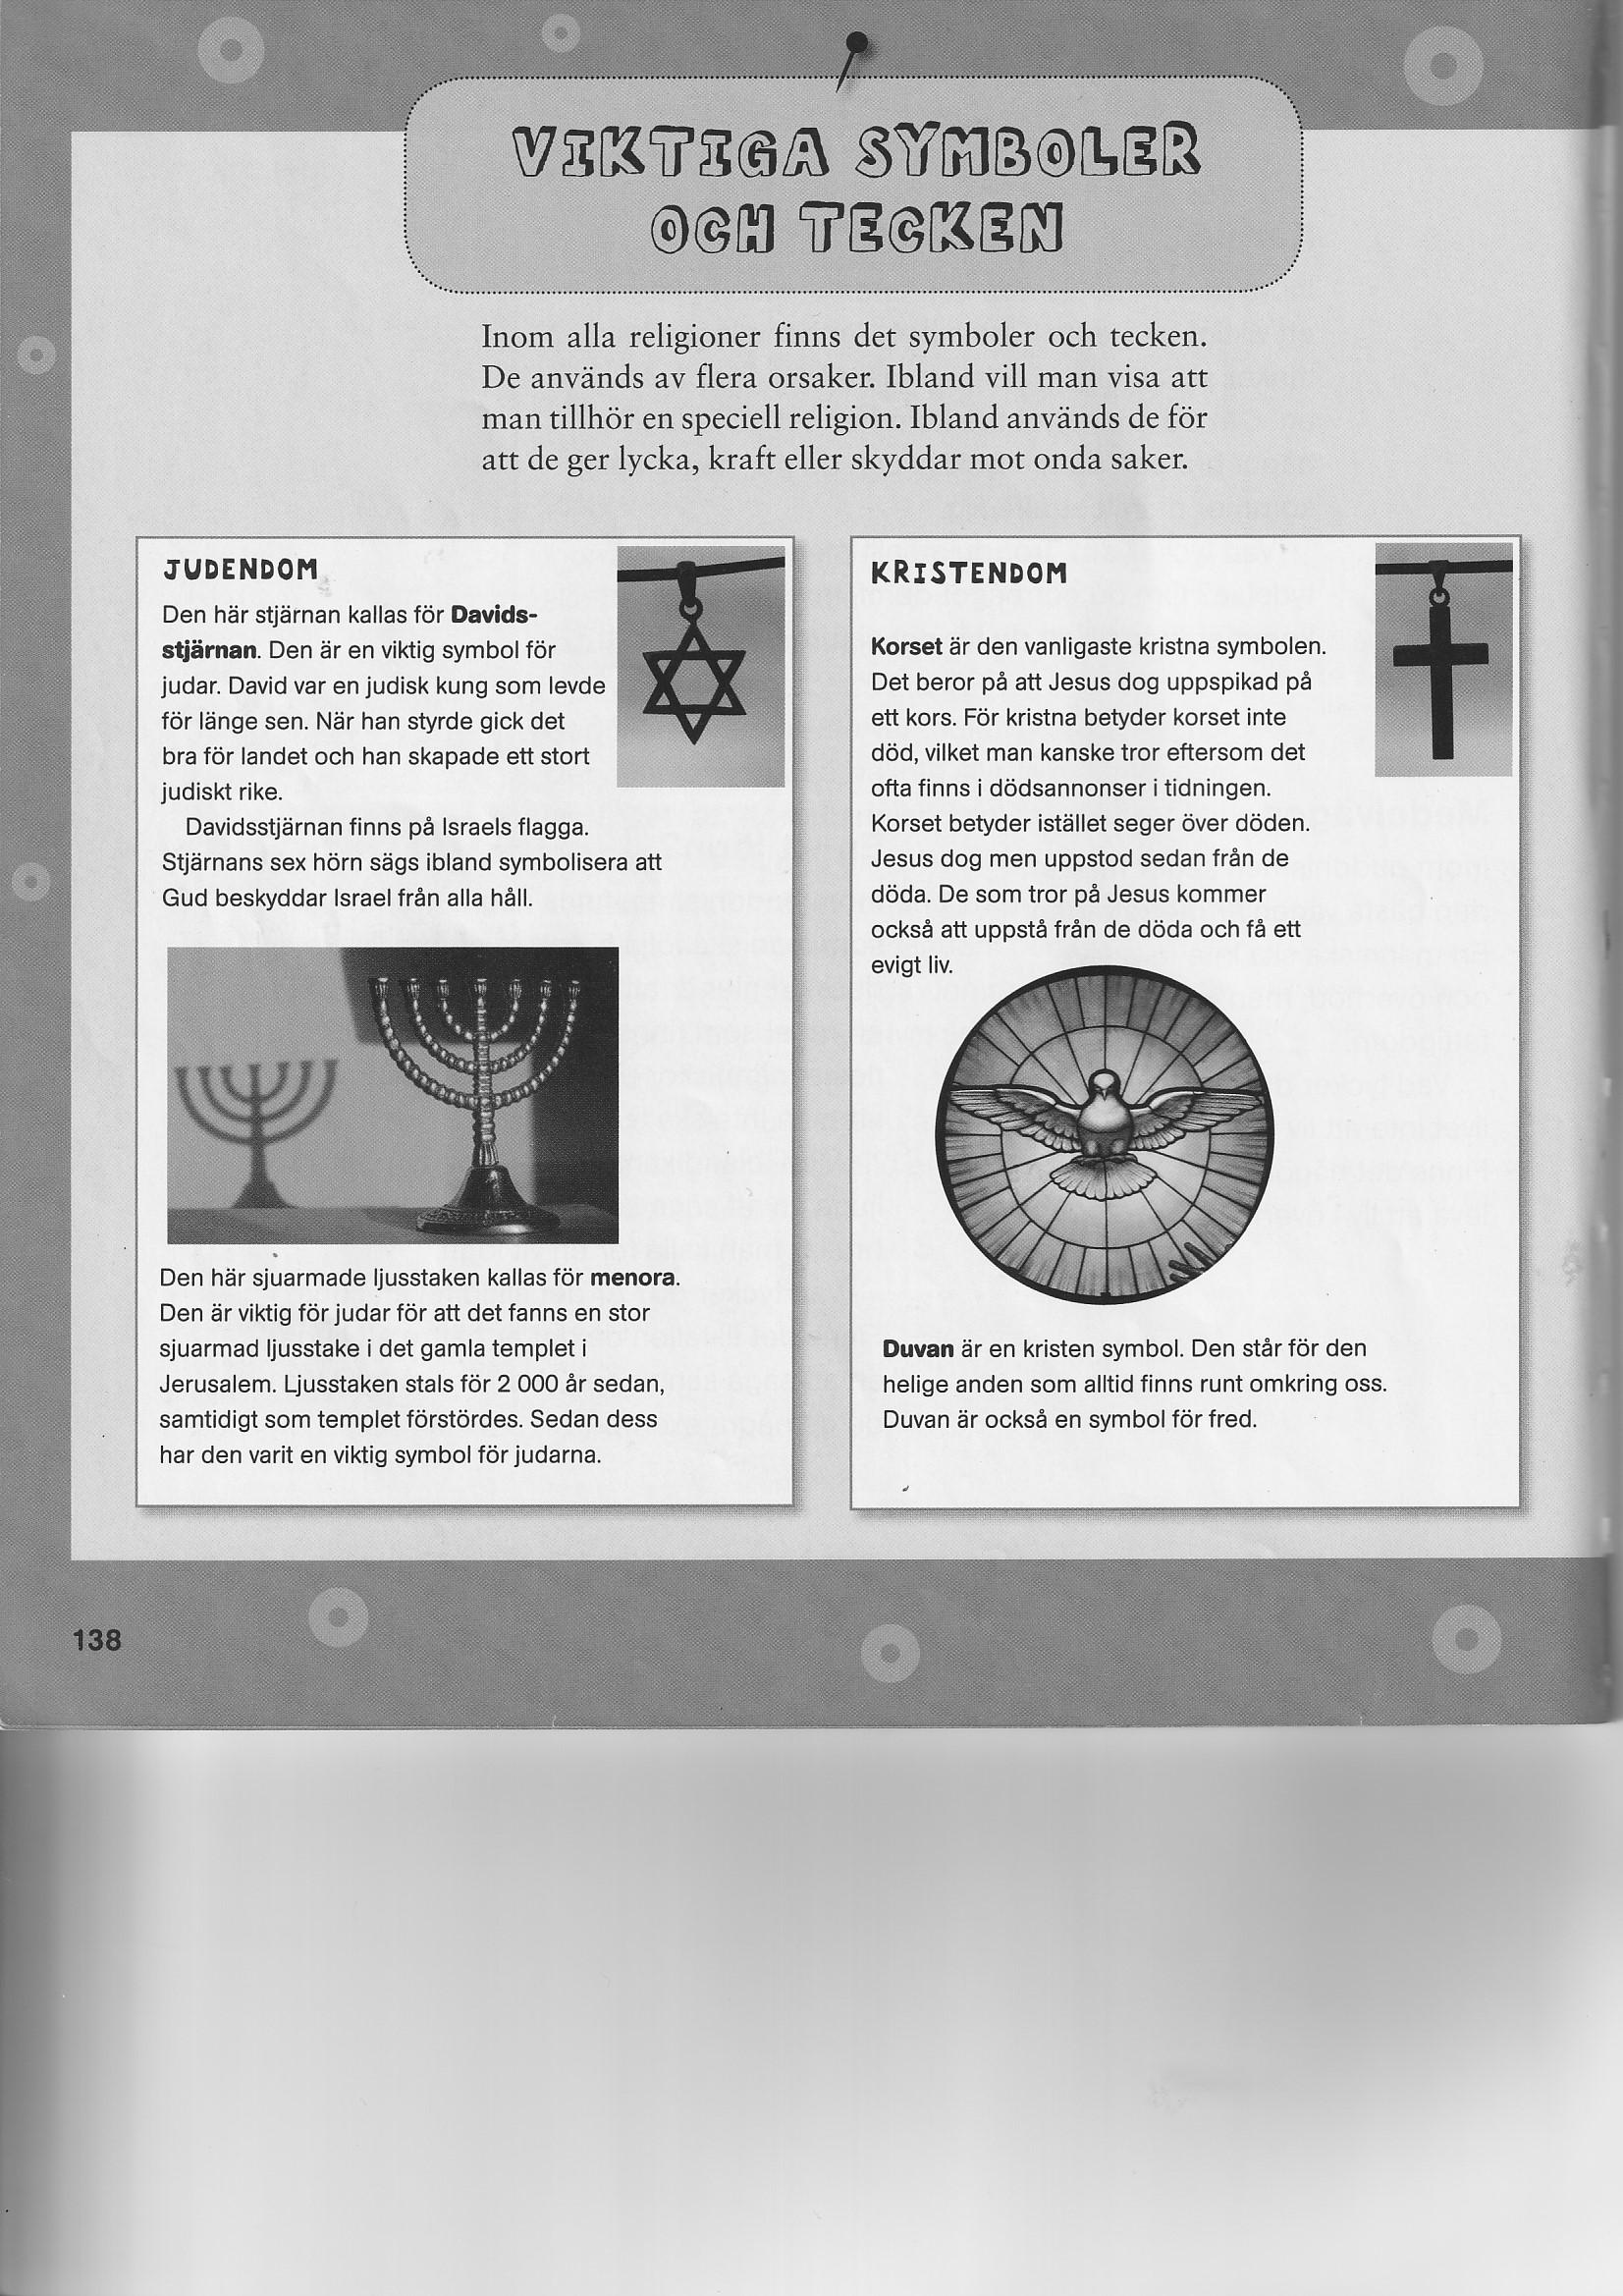 VIKTIGA SYMBOLER
OCH TECKEN
Inom alla religioner finns det symboler och tecken.
De används av flera orsaker. Ibland vill man visa att
man tillhör en speciell religion. Ibland används de för
att de ger lycka, kraft eller skyddar mot onda saker.
JUDENDOM
Den här stjärnan kallas för Davids-
stjärnan. Den är en viktig symbol för
judar. David var en judisk kung som levde
för länge sen. När han styrde gick det
bra för landet och han skapade ett stort
judiskt rike.
Davidsstjärnan finns på Israels flagga.
Stjärnans sex hörn sägs ibland symbolisera att
Gud beskyddar Israel från alla håll.
Den här sjuarmade ljusstaken kallas för menora.
Den är viktig för judar för att det fanns en stor
sjuarmad ljusstake i det gamla templet i
Jerusalem. Ljusstaken stals för 2 000 år sedan,
samtidigt som templet förstördes. Sedan dess
har den varit en viktig symbol för judarna.
KRISTENDOM
Korset är den vanligaste kristna symbolen.
Det beror på att Jesus dog uppspikad på
ett kors. För kristna betyder korset inte
död, vilket man kanske tror eftersom det
ofta finns i dödsannonser i tidningen.
Korset betyder istället seger över döden.
Jesus dog men uppstod sedan från de
döda. De som tror på Jesus kommer
också att uppstå från de döda och få ett
evigt liv.
Duvan är en kristen symbol. Den står för den
helige anden som alltid finns runt omkring oss.
Duvan är också en symbol för fred.
138